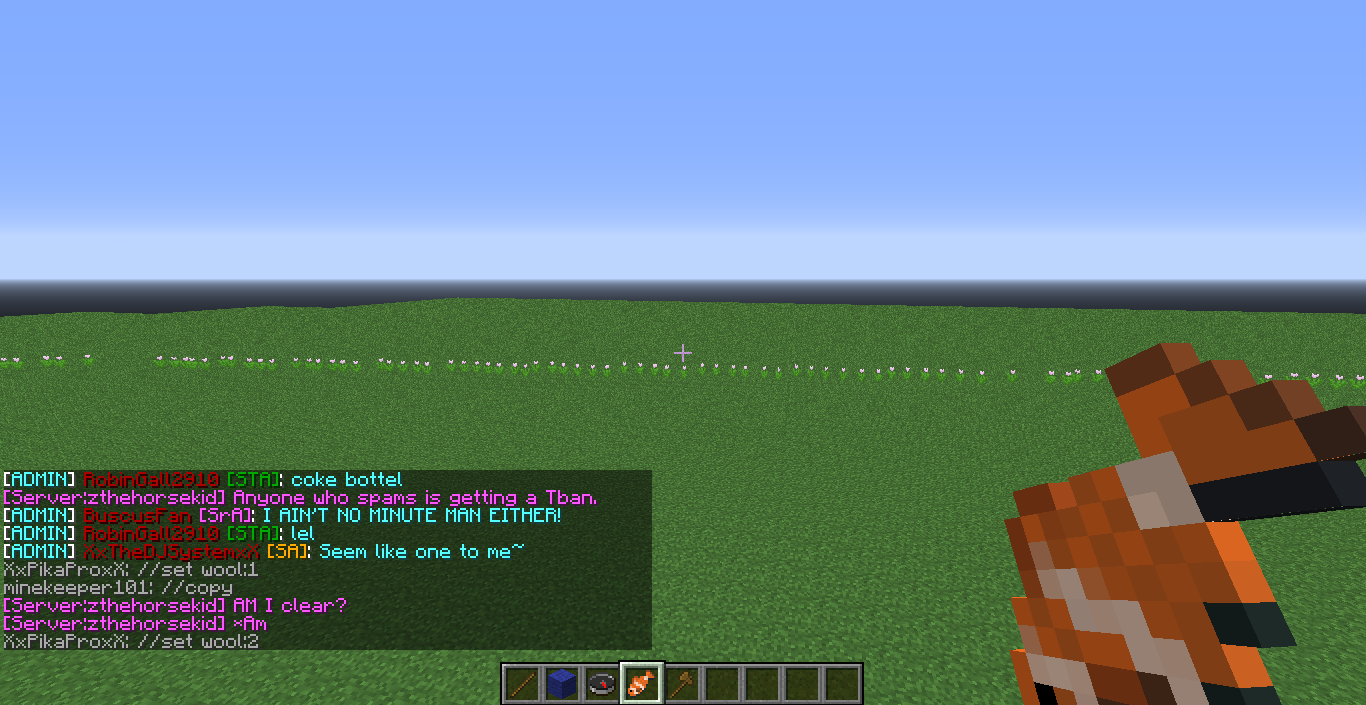 [ADMIN] RobinGall2910 [STA]: coke bottel
[Server:zthehorsekid] Anyone who spams is getting a Tban.
[ADMIN] BuscusFan [SrA]: I AIN'T NO MINUTE MAN EITHER!
[ADMIN] RobinGall2910 [STA]: lel
[ADMIN] XxTheDJSystemxX [SA]: Seem like one to me~
XxPikaProxX: //set wool:1
minekeeper101: //copy
[Server:zthehorsekid] AM I clear?
[Server:zthehorsekid] *Am
XxPikaProxX: //set wool:2